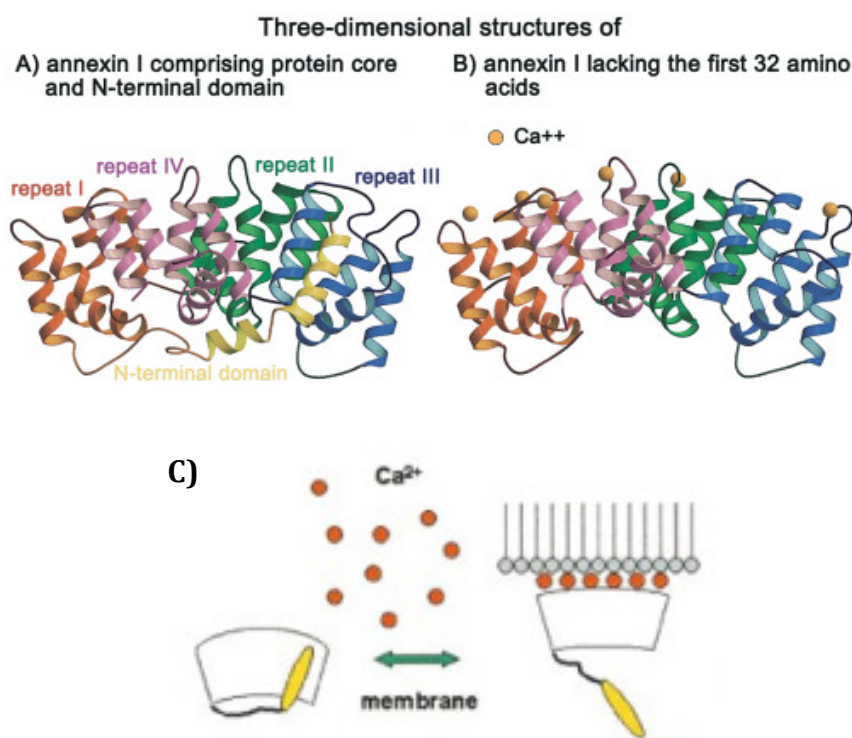 Three-dimensional structures of
A) annexin I comprising protein core
and N-terminal domain
B) annexin I lacking the first 32 amino
acids
Ca++
repeat IV
repeat II
repeat I
repeat III
N-terminal domain
C)
Ca²⁺
membrane